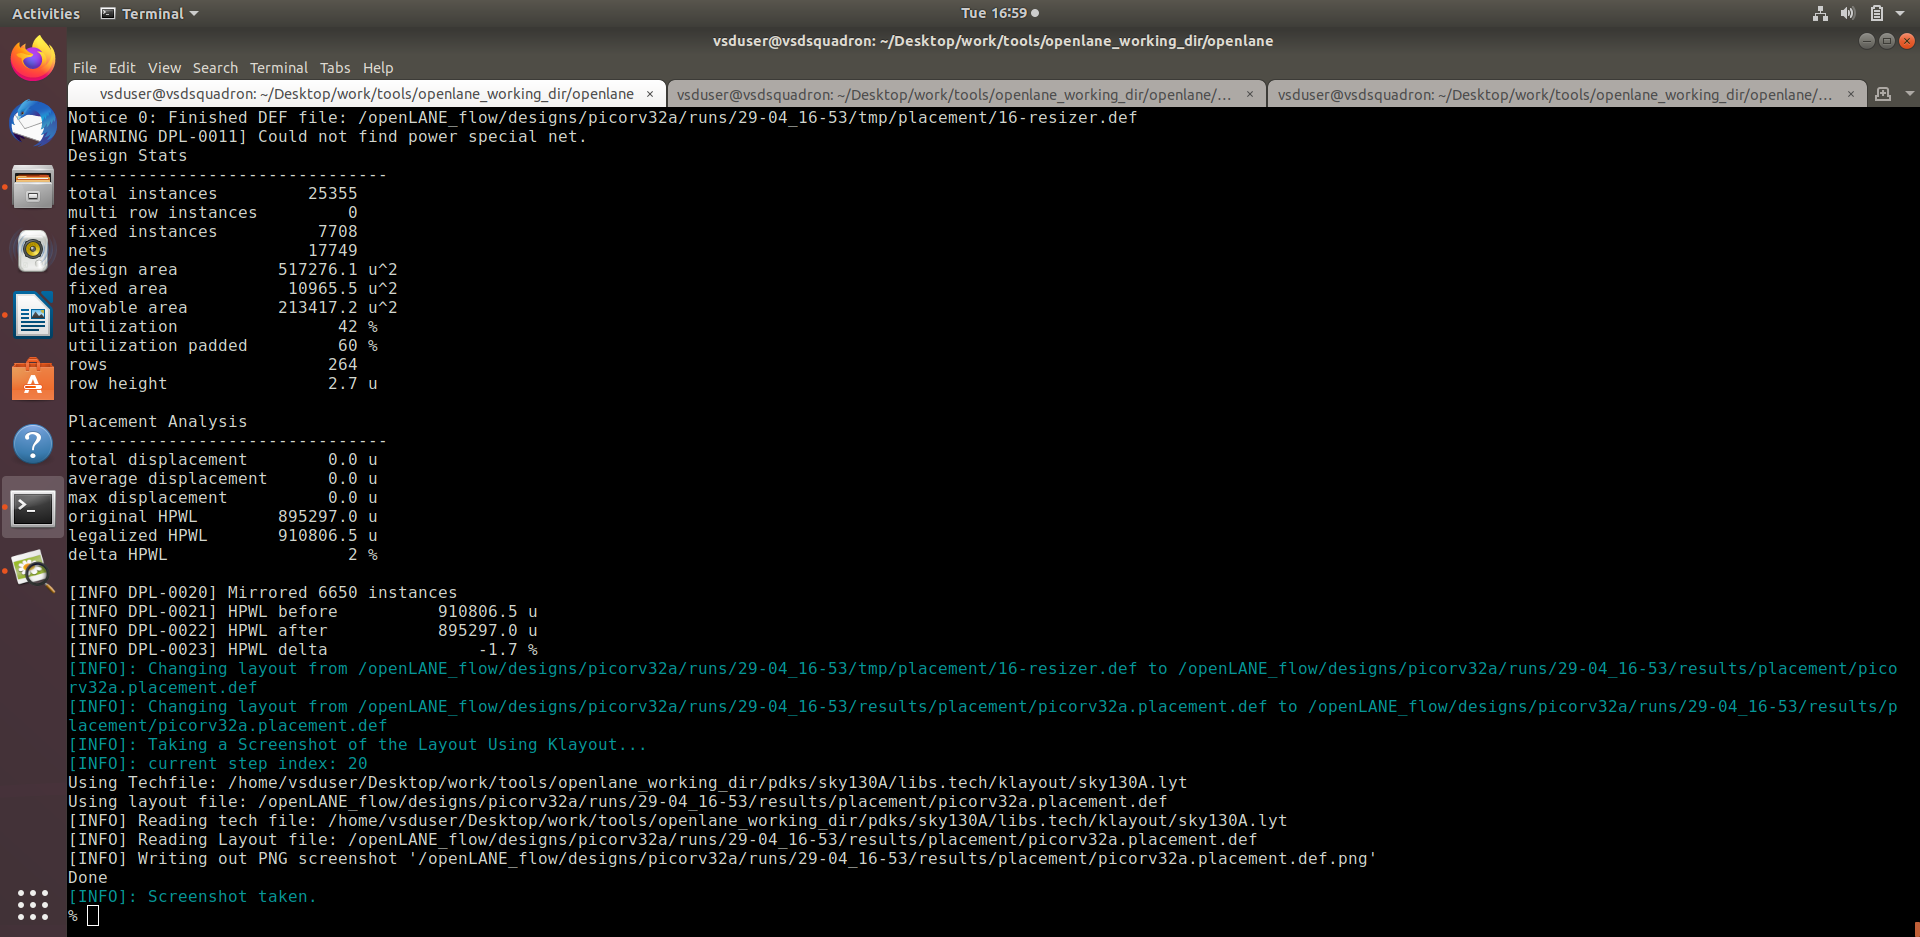 Activities Terminal Tue 16:59
vsduser@vsdsquadron: ~/Desktop/work/tools/openlane_working_dir/openlane
File Edit View Search Terminal Tabs Help
vsduser@vsdsquadron: ~/Desktop/work/tools/openlane_working_dir/openlane × vsduser@vsdsquadron: ~/Desktop/work/tools/openlane_working_dir/openlane/... × vsduser@vsdsquadron: ~/Desktop/work/tools/openlane_working_dir/openlane/... ×
Notice 0: Finished DEF file: /openLANE_flow/designs/picorv32a/runs/29-04_16-53/tmp/placement/16-resizer.def
[WARNING DPL-0011] Could not find power special net.
Design Stats
--------------------------------
total instances         25355
multi row instances         0
fixed instances          7708
nets                    17749
design area          517276.1 u^2
fixed area            10965.5 u^2
movable area         213417.2 u^2
utilization                42 %
utilization padded         60 %
rows                      264
row height                2.7 u
Placement Analysis
--------------------------------
total displacement        0.0 u
average displacement      0.0 u
max displacement          0.0 u
original HPWL        895297.0 u
legalized HPWL       910806.5 u
delta HPWL                  2 %
[INFO DPL-0020] Mirrored 6650 instances
[INFO DPL-0021] HPWL before          910806.5 u
[INFO DPL-0022] HPWL after           895297.0 u
[INFO DPL-0023] HPWL delta               -1.7 %
[INFO]: Changing layout from /openLANE_flow/designs/picorv32a/runs/29-04_16-53/tmp/placement/16-resizer.def to /openLANE_flow/designs/picorv32a/runs/29-04_16-53/results/placement/pico
rv32a.placement.def
[INFO]: Changing layout from /openLANE_flow/designs/picorv32a/runs/29-04_16-53/results/placement/picorv32a.placement.def to /openLANE_flow/designs/picorv32a/runs/29-04_16-53/results/p
lacement/picorv32a.placement.def
[INFO]: Taking a Screenshot of the Layout Using Klayout...
[INFO]: current step index: 20
Using Techfile: /home/vsduser/Desktop/work/tools/openlane_working_dir/pdks/sky130A/libs.tech/klayout/sky130A.lyt
Using layout file: /openLANE_flow/designs/picorv32a/runs/29-04_16-53/results/placement/picorv32a.placement.def
[INFO] Reading tech file: /home/vsduser/Desktop/work/tools/openlane_working_dir/pdks/sky130A/libs.tech/klayout/sky130A.lyt
[INFO] Reading Layout file: /openLANE_flow/designs/picorv32a/runs/29-04_16-53/results/placement/picorv32a.placement.def
[INFO] Writing out PNG screenshot '/openLANE_flow/designs/picorv32a/runs/29-04_16-53/results/placement/picorv32a.placement.def.png'
Done
[INFO]: Screenshot taken.
%